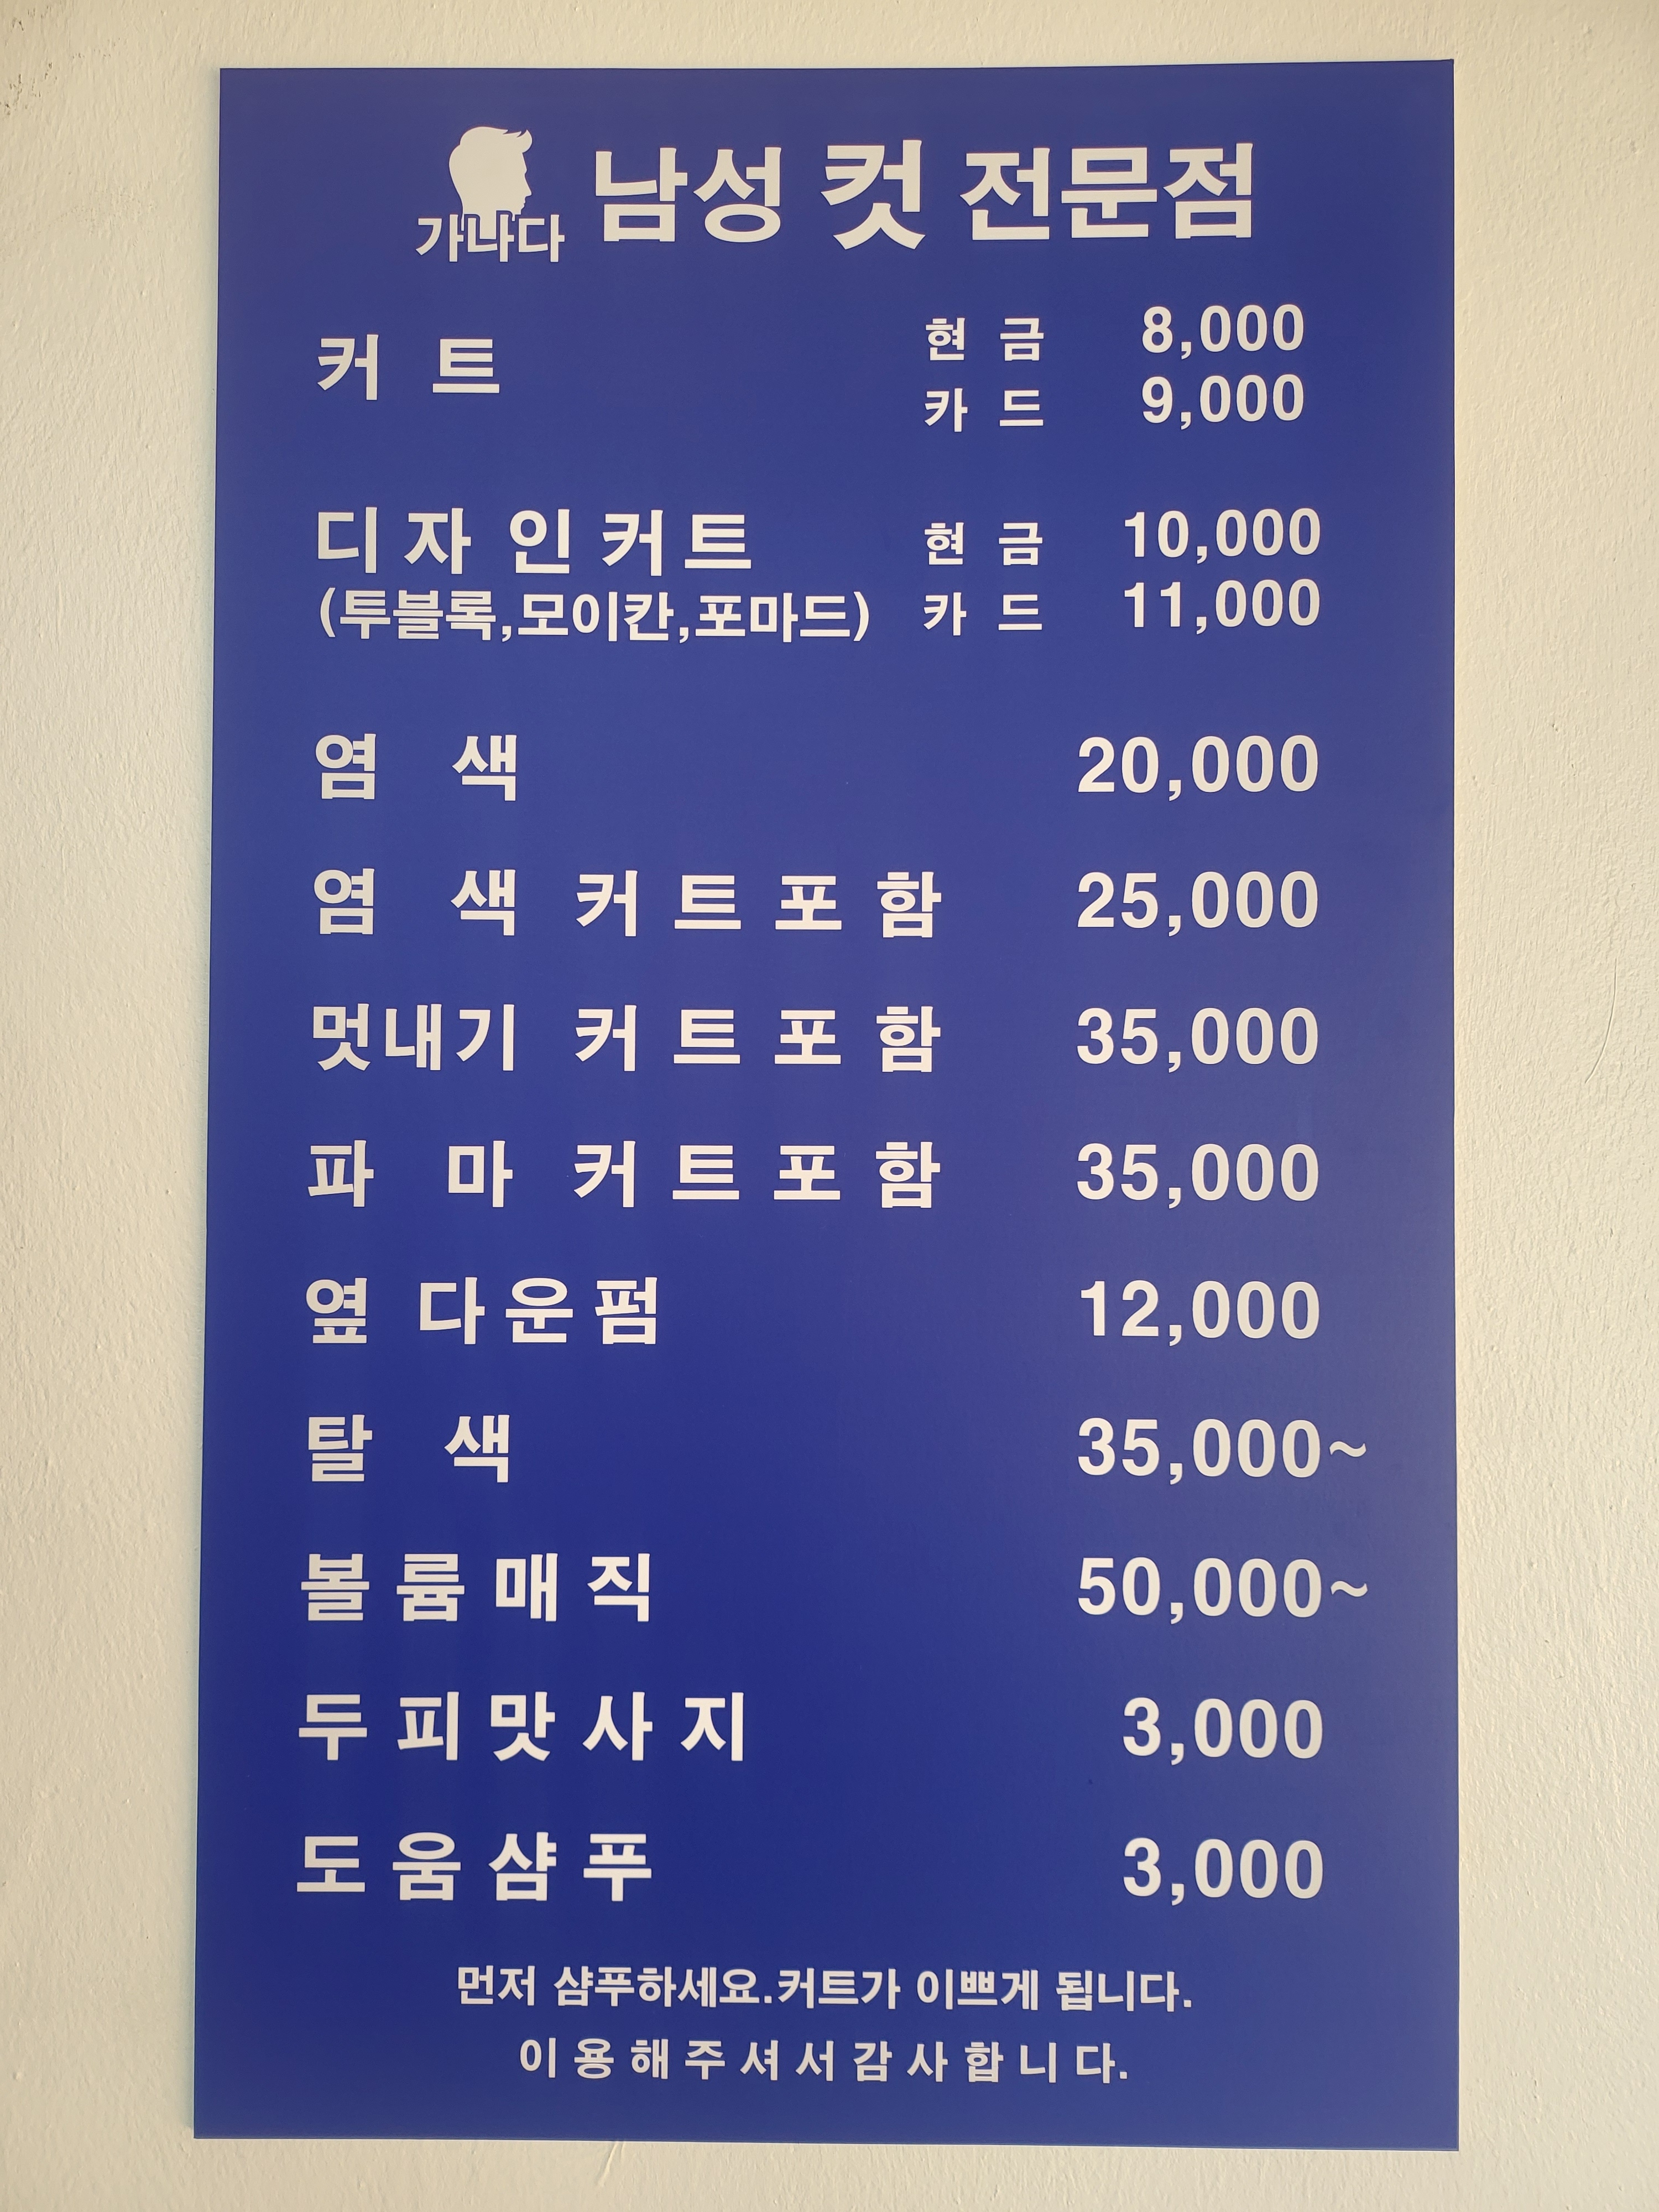 가나다 남성 컷 전문점
커 트 현 금 8,000
카 드 9,000
디 자 인 커 트 현 금 10,000
(투블록,모이칸,포마드) 카 드 11,000
염 색 20,000
염 색 커 트 포 함 25,000
멋내기 커 트 포 함 35,000
파 마 커 트 포 함 35,000
옆 다 운 펌 12,000
탈 색 35,000~
볼 륨 매 직 50,000~
두 피 맛 사 지 3,000
도 움 샴 푸 3,000
먼저 샴푸하세요.커트가 이쁘게 됩니다.
이 용 해 주 셔 서 감 사 합 니 다.